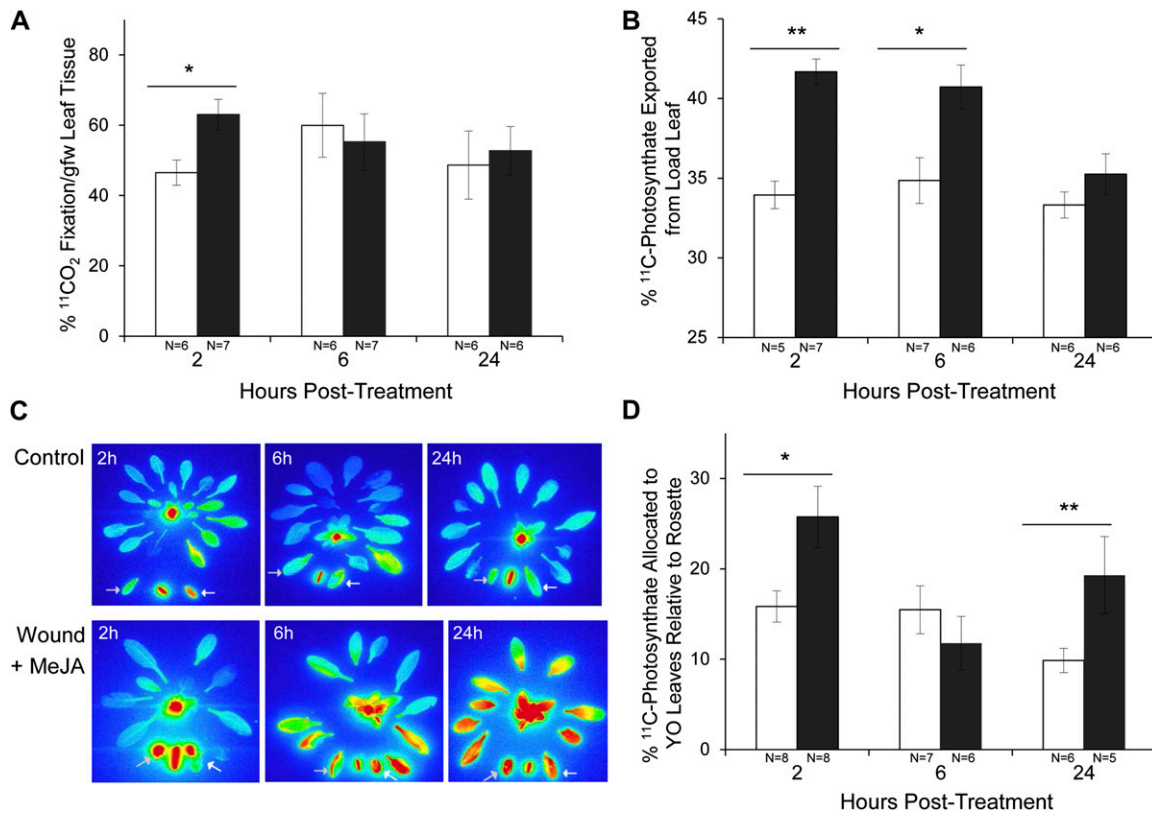 A
% ¹¹CO₂ Fixation/gfw Leaf Tissue
80
60
40
20
0
*
N=6 N=7
N=6 N=7
N=6 N=6
2
6
24
Hours Post-Treatment
B
% ¹¹C-Photosynthate Exported
from Load Leaf
45
40
35
30
25
**
*
N=5 N=7
N=7 N=6
N=6 N=6
2
6
24
Hours Post-Treatment
C
Control
2h
6h
24h
Wound
+ MeJA
2h
6h
24h
D
% ¹¹C-Photosynthate Allocated to
YO Leaves Relative to Rosette
30
20
10
0
*
**
N=8 N=8
N=7 N=6
N=6 N=5
2
6
24
Hours Post-Treatment